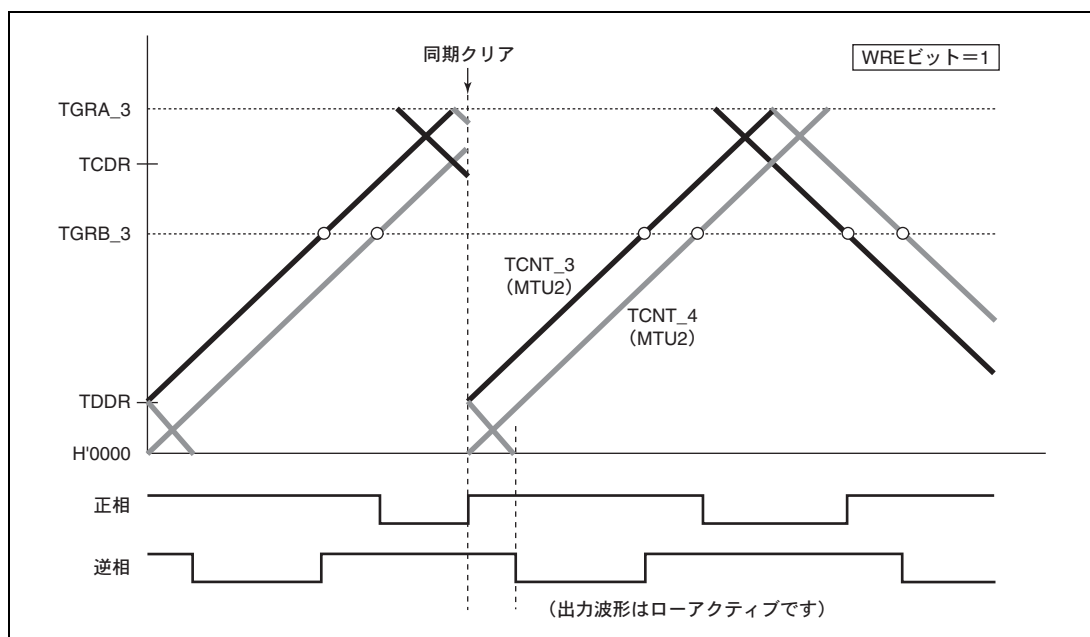 同期クリア
WREビット＝1
TGRA_3
TCDR
TGRB_3
TCNT_3
（MTU2）
TCNT_4
（MTU2）
TDDR
H'0000
正相
逆相
（出力波形はローアクティブです）